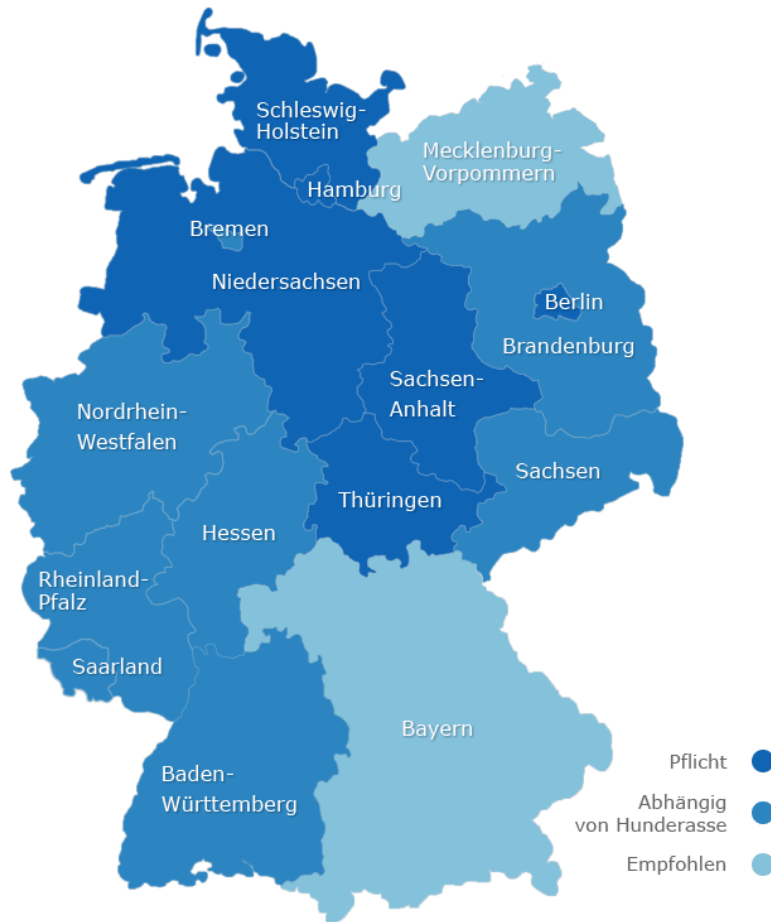 Schleswig-
Holstein
Mecklenburg-
Vorpommern
Hamburg
Bremen
Niedersachsen
Berlin
Brandenburg
Sachsen-
Anhalt
Nordrhein-
Westfalen
Sachsen
Thüringen
Hessen
Rheinland-
Pfalz
Saarland
Bayern
Baden-
Württemberg
Pflicht
Abhängig
von Hunderasse
Empfohlen